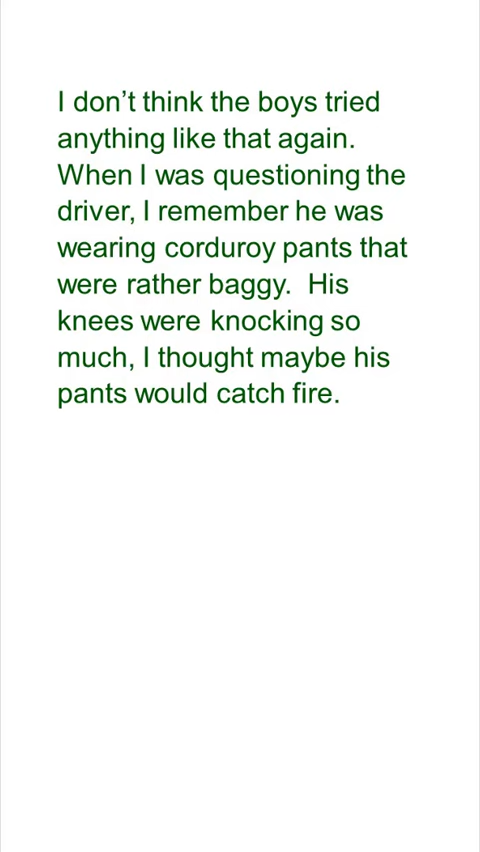 I don’t think the boys tried
anything like that again.
When I was questioning the
driver, I remember he was
wearing corduroy pants that
were rather baggy.  His
knees were knocking so
much, I thought maybe his
pants would catch fire.